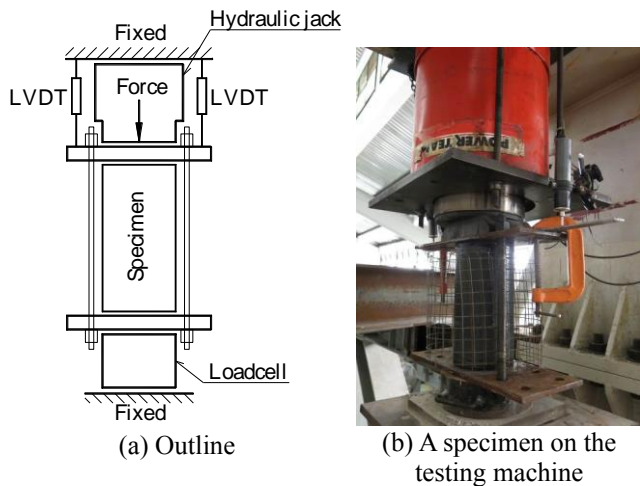 Hydraulic jack
Fixed
LVDT
Force
LVDT
Specimen
Loadcell
Fixed
(a) Outline
POWER TEAM
(b) A specimen on the
testing machine